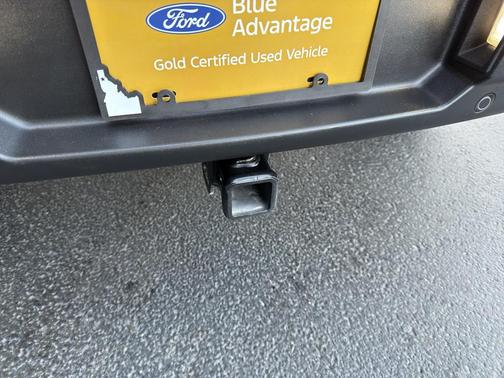 Ford
Blue
Advantage
Gold Certified Used Vehicle